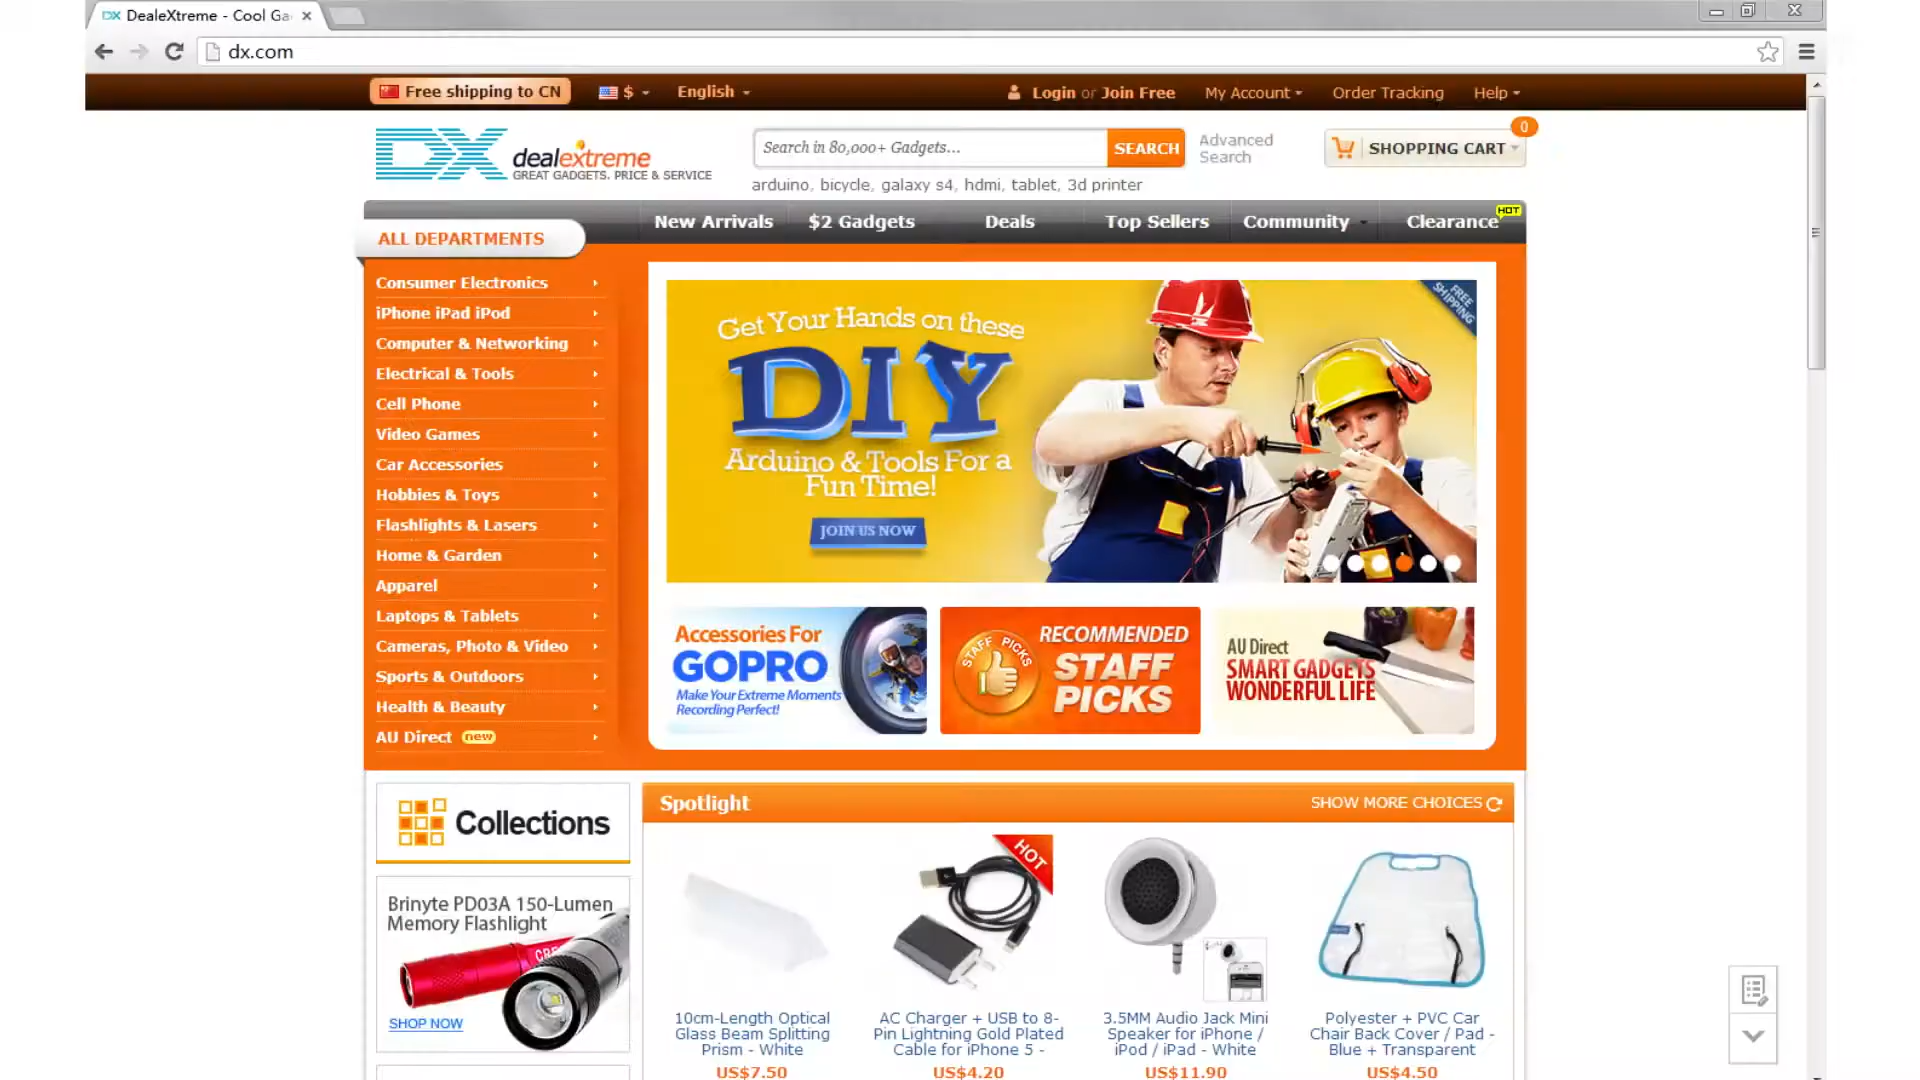 DX DealeXtreme - Cool Ga
dx.com
Free shipping to CN
$
English
Login or Join Free
My Account
Order Tracking
Help
DX dealextreme
GREAT GADGETS. PRICE & SERVICE
Search in 80,000+ Gadgets...
SEARCH
Advanced
Search
0
SHOPPING CART
arduino, bicycle, galaxy s4, hdmi, tablet, 3d printer
ALL DEPARTMENTS
New Arrivals
$2 Gadgets
Deals
Top Sellers
Community
Clearance
HOT
Consumer Electronics
iPhone iPad iPod
Computer & Networking
Electrical & Tools
Cell Phone
Video Games
Car Accessories
Hobbies & Toys
Flashlights & Lasers
Home & Garden
Apparel
Laptops & Tablets
Cameras, Photo & Video
Sports & Outdoors
Health & Beauty
AU Direct new
Get Your Hands on these
DIY
Arduino & Tools For a
Fun Time!
JOIN US NOW
FREE
SHIPPING
Accessories For
GOPRO
Make Your Extreme Moments
Recording Perfect!
STAFF PICKS
RECOMMENDED
STAFF
PICKS
AU Direct
SMART GADGETS
WONDERFUL LIFE
Collections
Brinyte PD03A 150-Lumen
Memory Flashlight
CRE
SHOP NOW
Spotlight
SHOW MORE CHOICES
HOT
10cm-Length Optical
Glass Beam Splitting
Prism - White
US$7.50
AC Charger + USB to 8-
Pin Lightning Gold Plated
Cable for iPhone 5 -
US$4.20
3.5MM Audio Jack Mini
Speaker for iPhone /
iPod / iPad - White
US$11.90
Polyester + PVC Car
Chair Back Cover / Pad -
Blue + Transparent
US$4.50